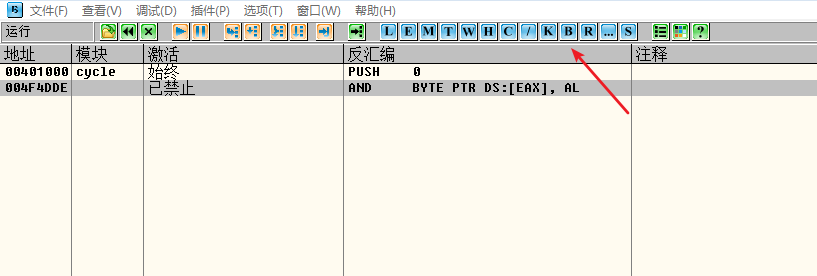 文件(F) 查看(V) 调试(D) 插件(P) 选项(T) 窗口(W) 帮助(H)
运行 L E M T W H C / K B R ... S ?
地址 模块 激活 反汇编 注释
00401000 cycle 始终 PUSH 0
004F4DDE 已禁止 AND BYTE PTR DS:[EAX], AL